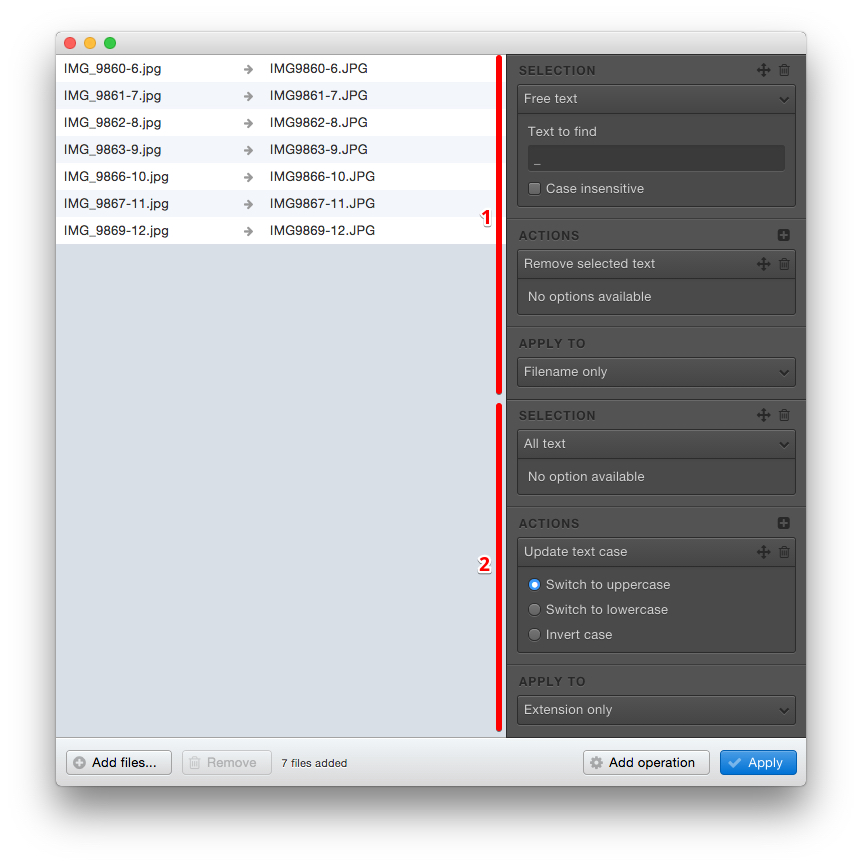 IMG_9860-6.jpg IMG9860-6.JPG
IMG_9861-7.jpg IMG9861-7.JPG
IMG_9862-8.jpg IMG9862-8.JPG
IMG_9863-9.jpg IMG9863-9.JPG
IMG_9866-10.jpg IMG9866-10.JPG
IMG_9867-11.jpg IMG9867-11.JPG
IMG_9869-12.jpg IMG9869-12.JPG
1
SELECTION
Free text
Text to find
_
Case insensitive
ACTIONS
Remove selected text
No options available
APPLY TO
Filename only
2
SELECTION
All text
No option available
ACTIONS
Update text case
Switch to uppercase
Switch to lowercase
Invert case
APPLY TO
Extension only
Add files... Remove 7 files added Add operation Apply